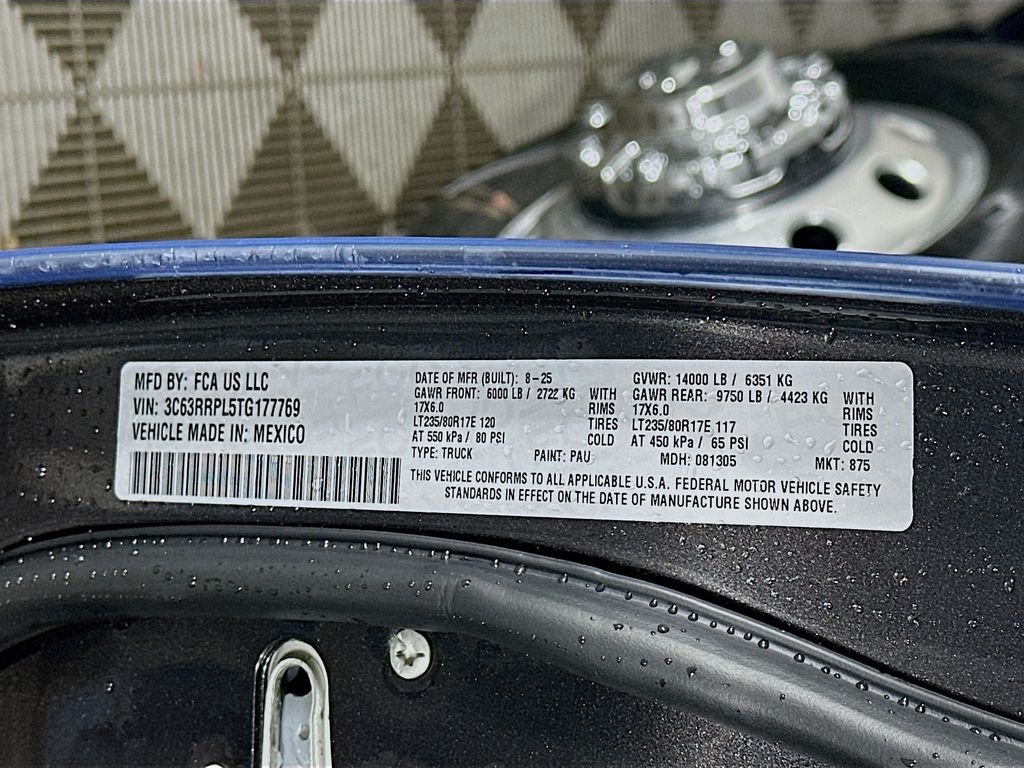 MFD BY: FCA US LLC
VIN: 3C63RRPL5TG177769
VEHICLE MADE IN: MEXICO
DATE OF MFR (BUILT): 8-25
GAWR FRONT: 6000 LB / 2722 KG WITH
17X6.0 RIMS
LT235/80R17E 120 TIRES
AT 550 kPa / 80 PSI COLD
TYPE: TRUCK PAINT: PAU
GVWR: 14000 LB / 6351 KG
GAWR REAR: 9750 LB / 4423 KG WITH
17X6.0 RIMS
LT235/80R17E 117 TIRES
AT 450 kPa / 65 PSI COLD
MDH: 081305 MKT: 875
THIS VEHICLE CONFORMS TO ALL APPLICABLE U.S.A. FEDERAL MOTOR VEHICLE SAFETY
STANDARDS IN EFFECT ON THE DATE OF MANUFACTURE SHOWN ABOVE.